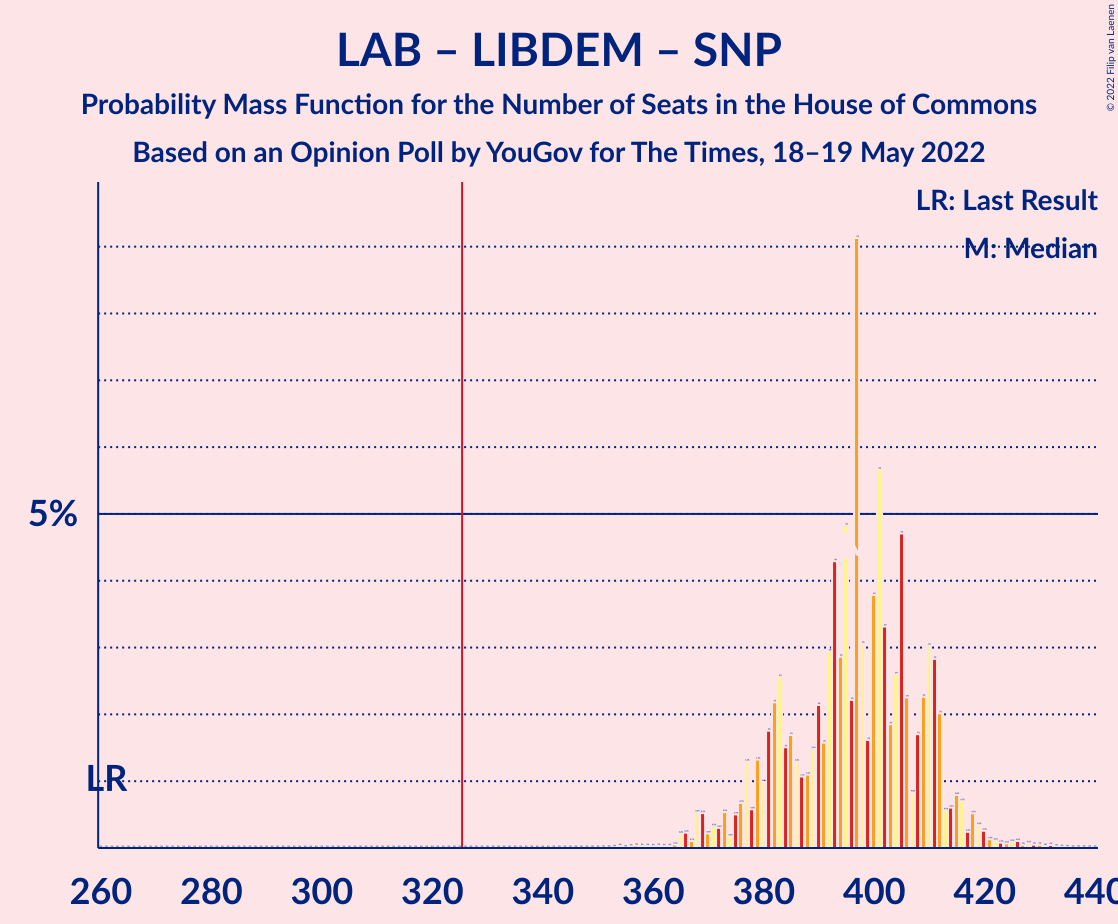 LAB – LIBDEM – SNP
Probability Mass Function for the Number of Seats in the House of Commons
Based on an Opinion Poll by YouGov for The Times, 18–19 May 2022
© 2022 Filip van Laenen
LR: Last Result
M: Median
5%
LR
260 280 300 320 340 360 380 400 420 440